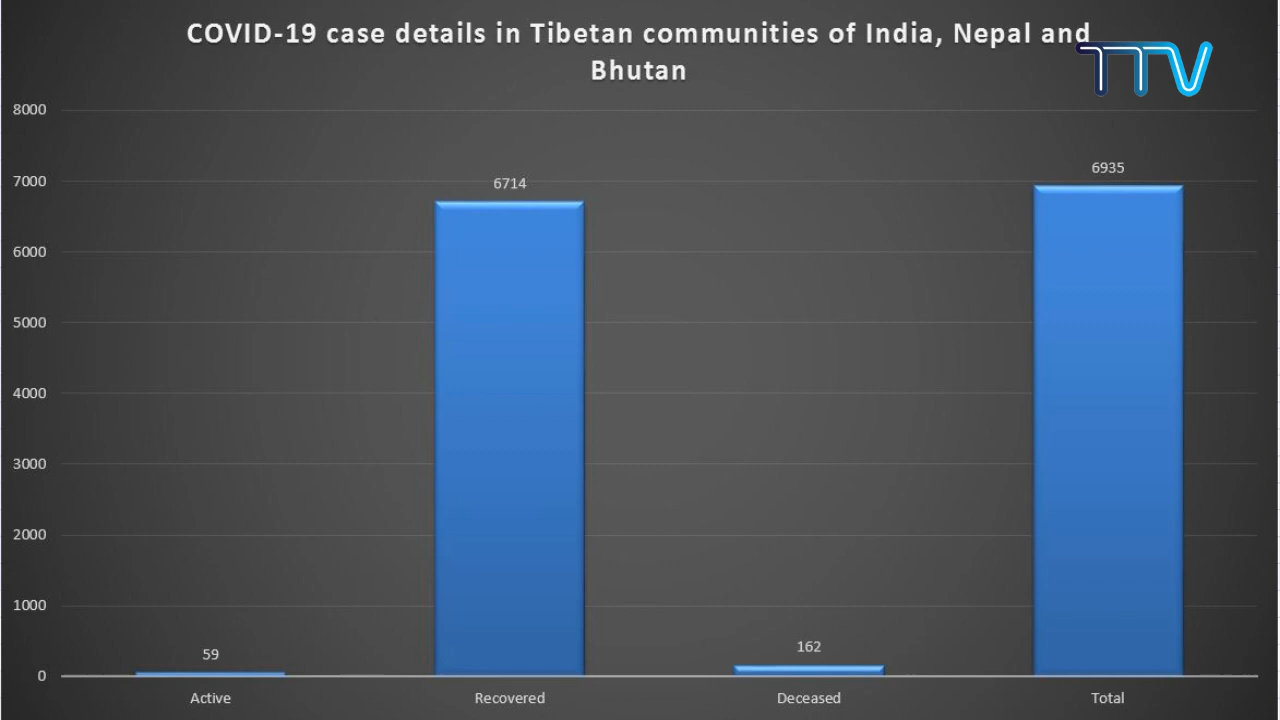 COVID-19 case details in Tibetan communities of India, Nepal and
Bhutan
TTV
8000
7000
6000
5000
4000
3000
2000
1000
0
59
6714
162
6935
Active
Recovered
Deceased
Total